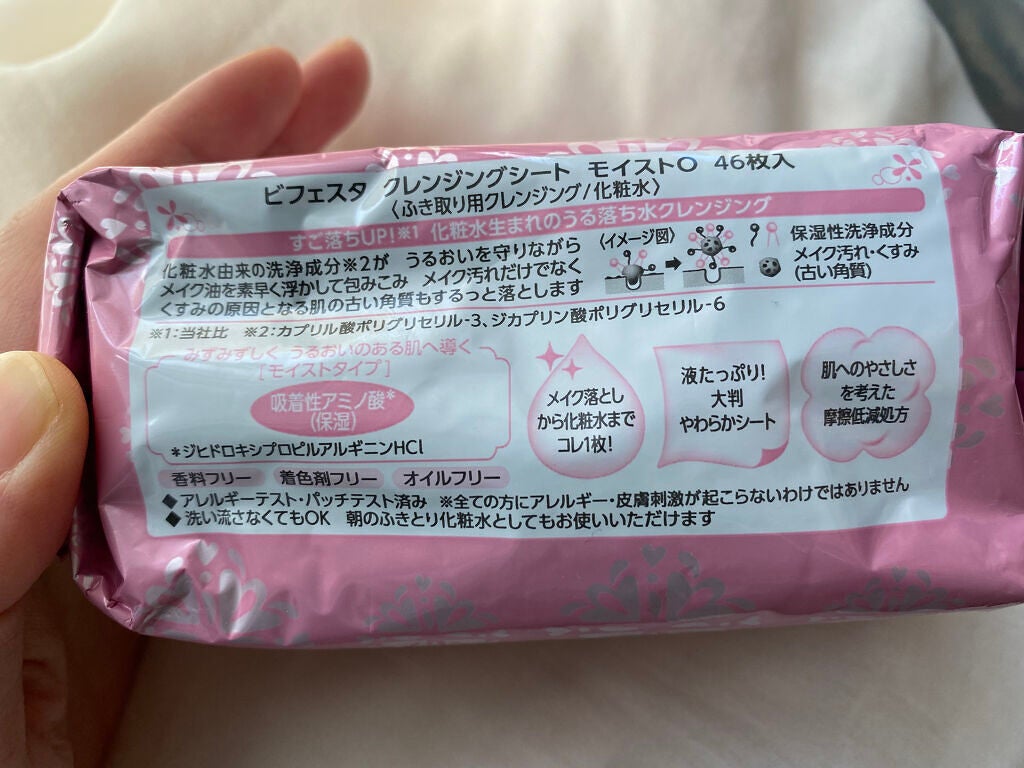 ビフェスタ クレンジングシート モイストO 46枚入
〈ふき取り用クレンジング/化粧水〉
すご落ちUP!※1 化粧水生まれのうる落ち水クレンジング
化粧水由来の洗浄成分※2が うるおいを守りながら
メイク油を素早く浮かして包みこみ メイク汚れだけでなく
くすみの原因となる肌の古い角質もするっと落とします
〈イメージ図〉
保湿性洗浄成分
メイク汚れ・くすみ
(古い角質)
※1:当社比 ※2:カプリル酸ポリグリセリル-3、ジカプリン酸ポリグリセリル-6
みずみずしく うるおいのある肌へ導く
[モイストタイプ]
吸着性アミノ酸*
(保湿)
*ジヒドロキシプロピルアルギニンHCl
メイク落とし
から化粧水まで
コレ1枚!
液たっぷり!
大判
やわらかシート
肌へのやさしさ
を考えた
摩擦低減処方
香料フリー 着色剤フリー オイルフリー
◆アレルギーテスト・パッチテスト済み ※全ての方にアレルギー・皮膚刺激が起こらないわけではありません
◆洗い流さなくてもOK 朝のふきとり化粧水としてもお使いいただけます